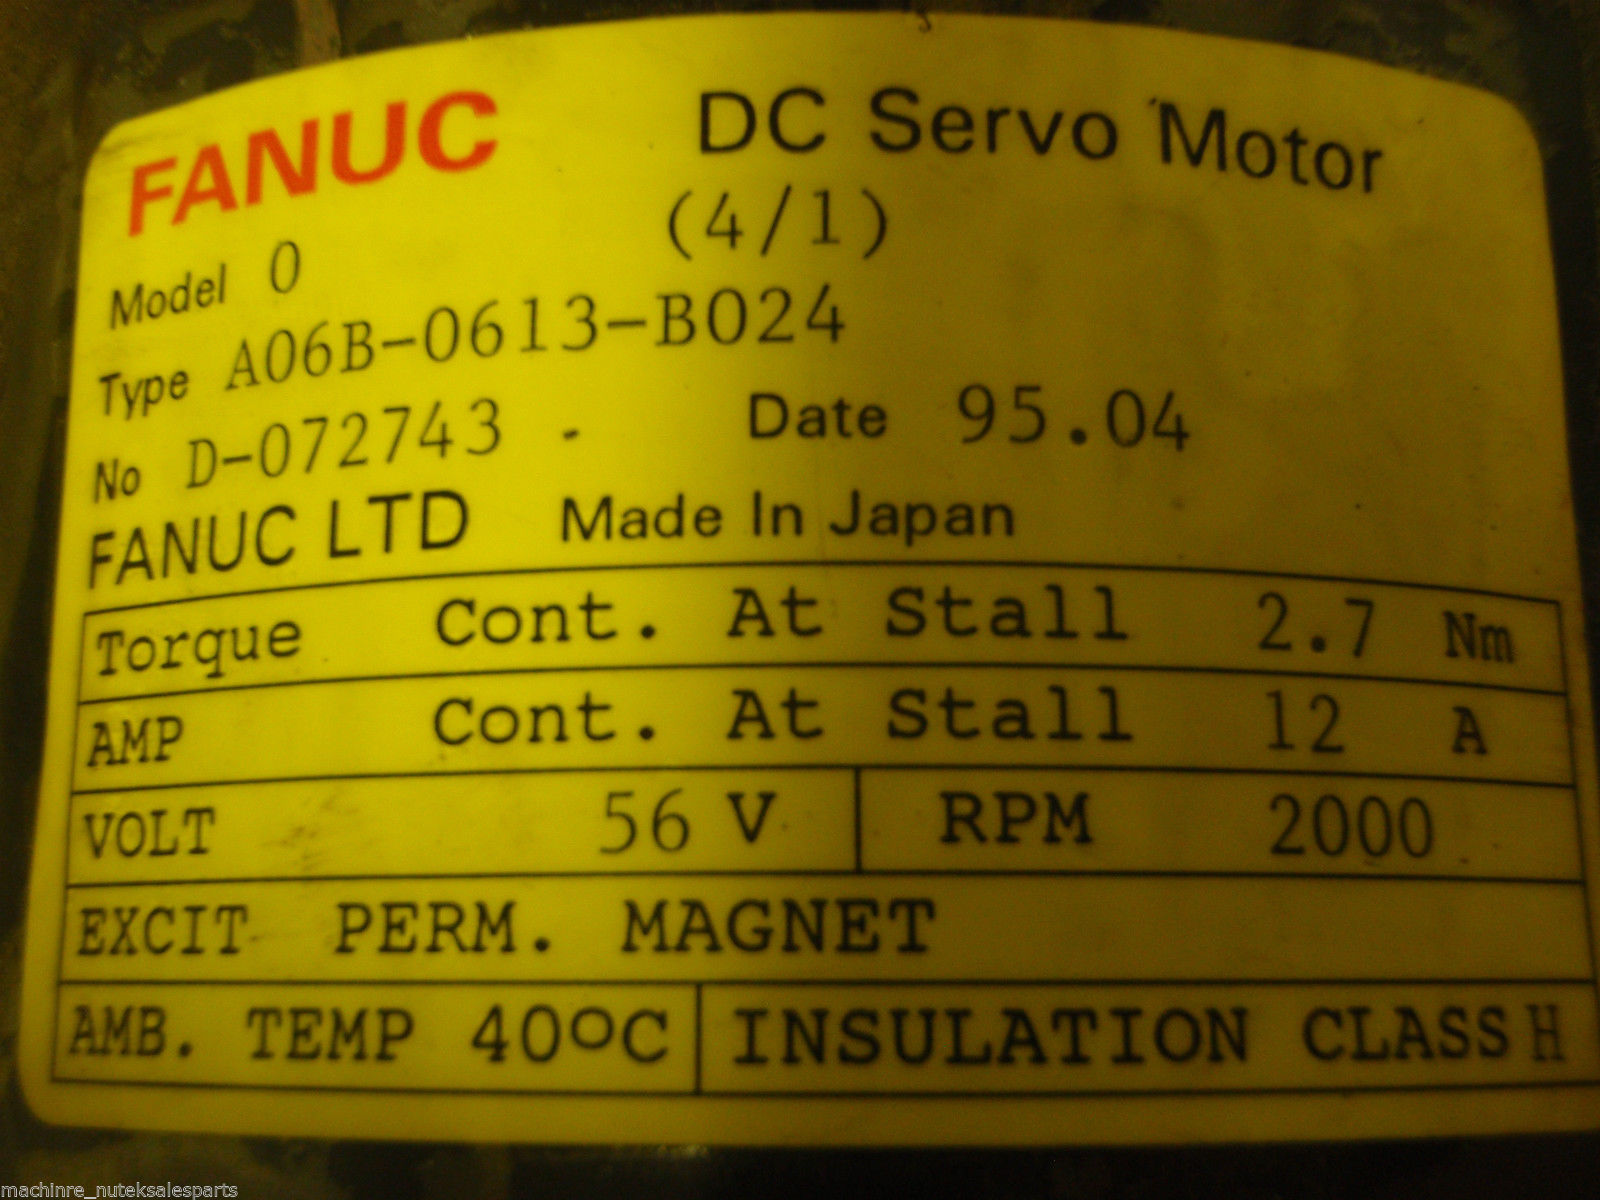 FANUC DC Servo Motor
Model 0 (4/1)
Type A06B-0613-B024
No D-072743 Date 95.04
FANUC LTD Made In Japan
Torque Cont. At Stall 2.7 Nm
AMP Cont. At Stall 12 A
VOLT 56 V RPM 2000
EXCIT PERM. MAGNET
AMB. TEMP 40°C INSULATION CLASS H
machinre_nuteksalesparts